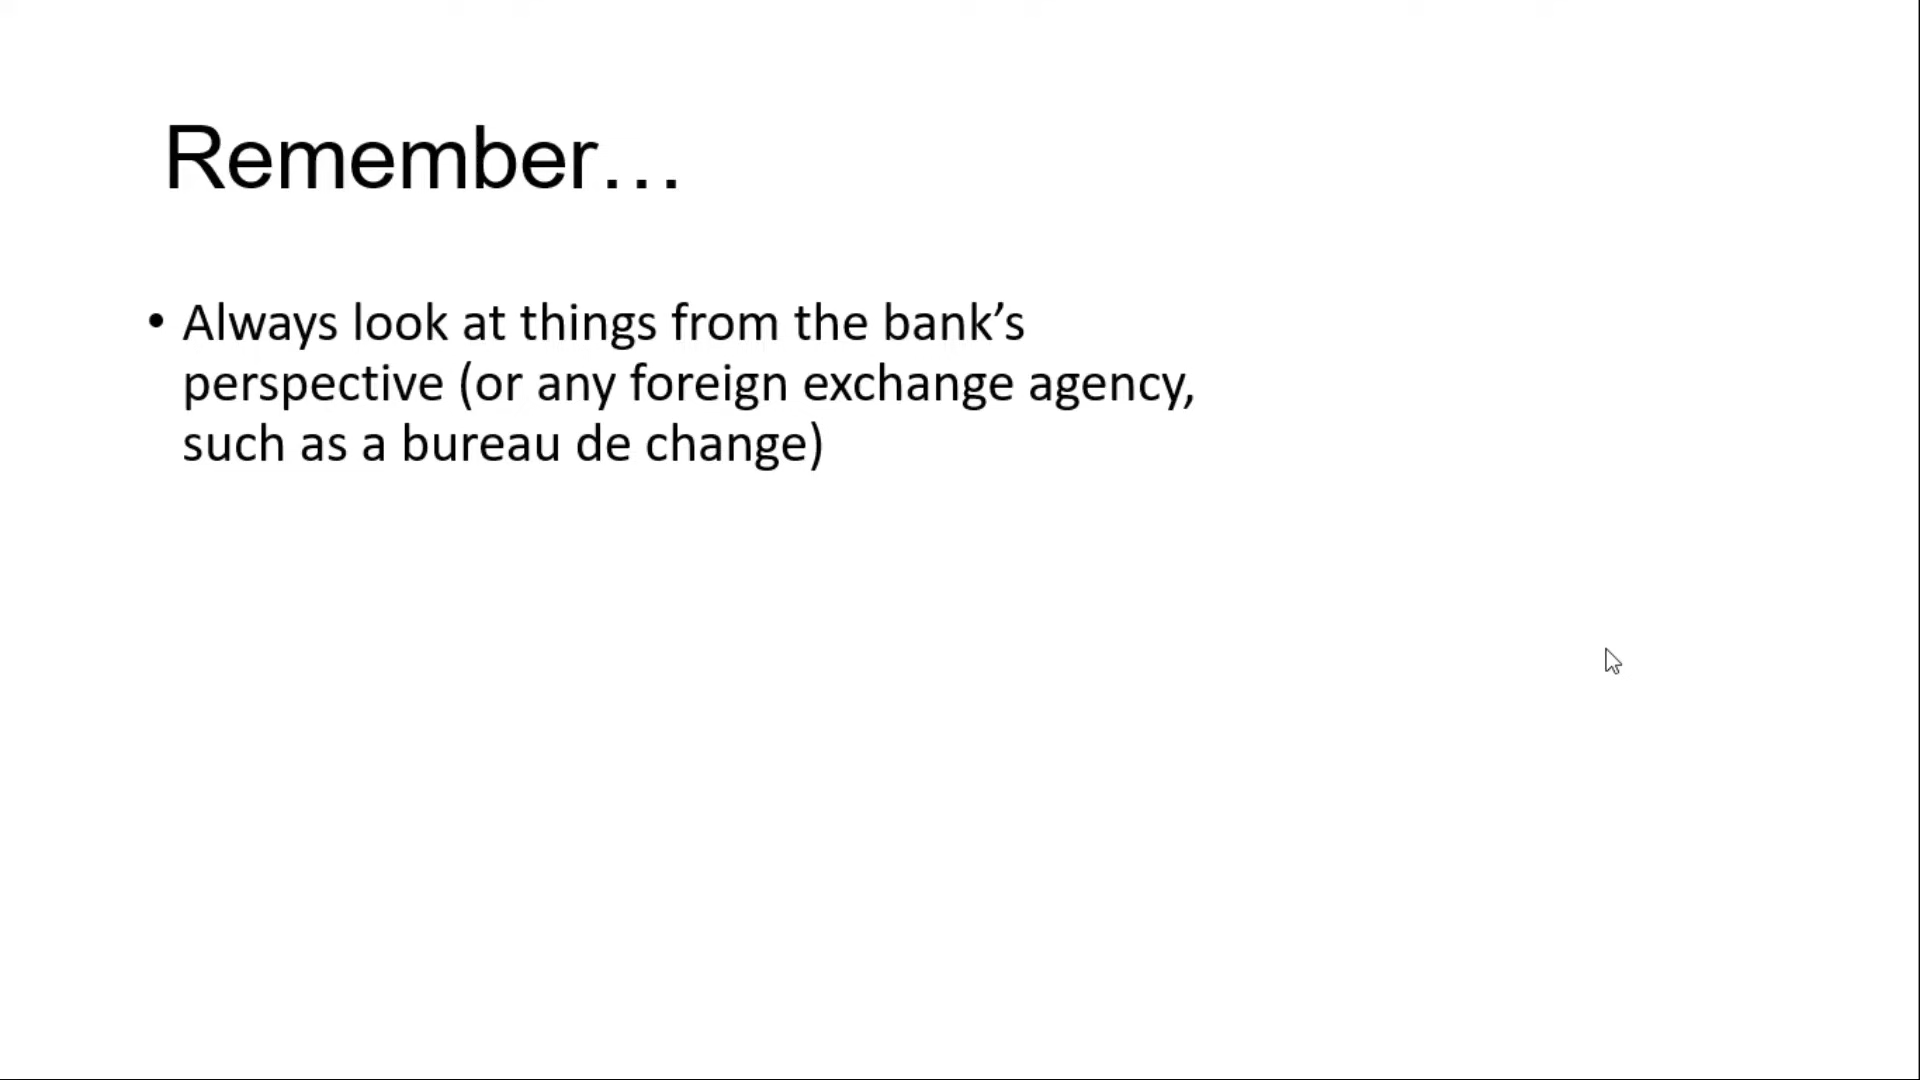 Remember…
• Always look at things from the bank’s
perspective (or any foreign exchange agency,
such as a bureau de change)